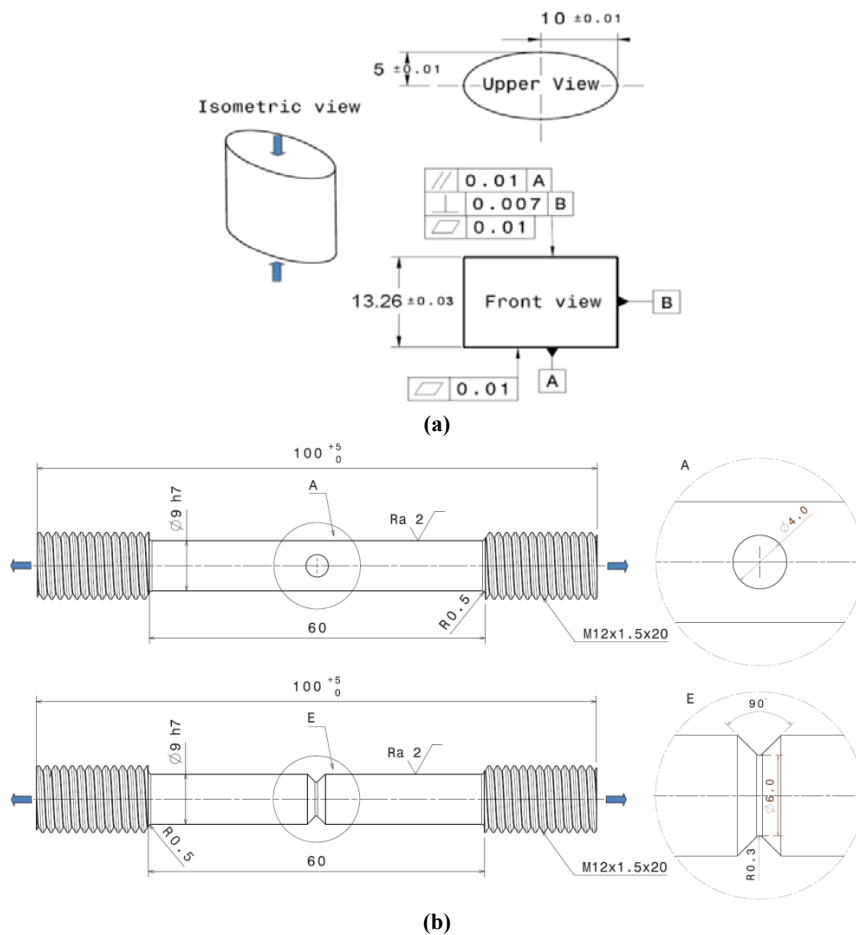 10 ±0.01
5 ±0.01
Upper View
Isometric view
// 0.01 A
⊥ 0.007 B
⏥ 0.01
13.26 ±0.03
Front view
B
⏥ 0.01
A
(a)
100 +5 0
A
Ø9 h7
A
Ra 2
Ø4.0
R0.5
60
M12x1.5x20
100 +5 0
E
Ø9 h7
E
90°
Ra 2
Ø6.0
R0.5
60
R0.3
M12x1.5x20
(b)